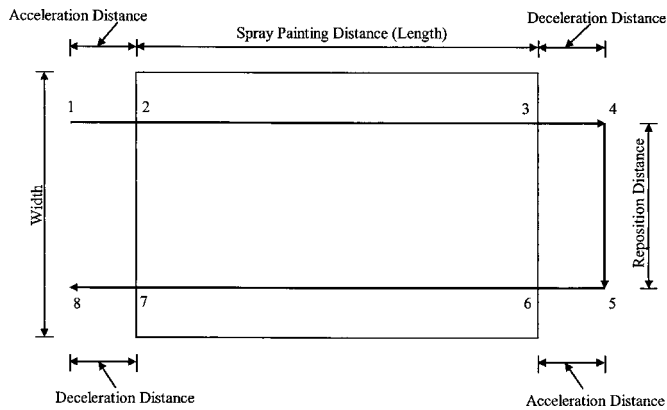 Acceleration Distance
Deceleration Distance
Spray Painting Distance (Length)
1
2
3
4
Width
Reposition Distance
8
7
6
5
Deceleration Distance
Acceleration Distance